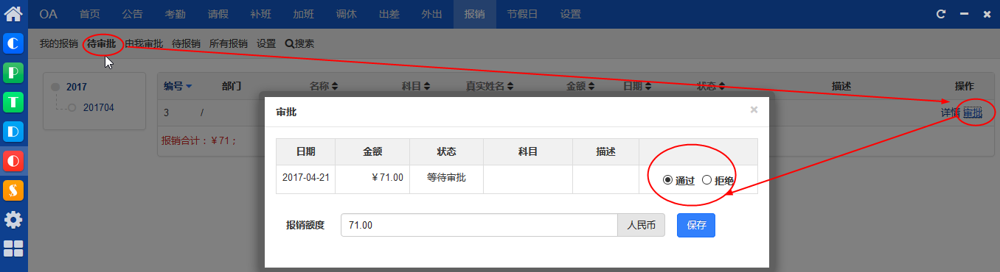 OA 首页 公告 考勤 请假 补班 加班 调休 出差 外出 报销 节假日 设置
我的报销 待审批 由我审批 待报销 所有报销 设置 搜索
2017
201704
编号 部门 名称 科目 真实姓名 金额 日期 状态 描述 操作
3 / 详情 审批
报销合计：￥71；
审批 ×
日期 金额 状态 科目 描述
2017-04-21 ￥71.00 等待审批 通过 拒绝
报销额度 71.00 人民币 保存
C
P
T
D
S